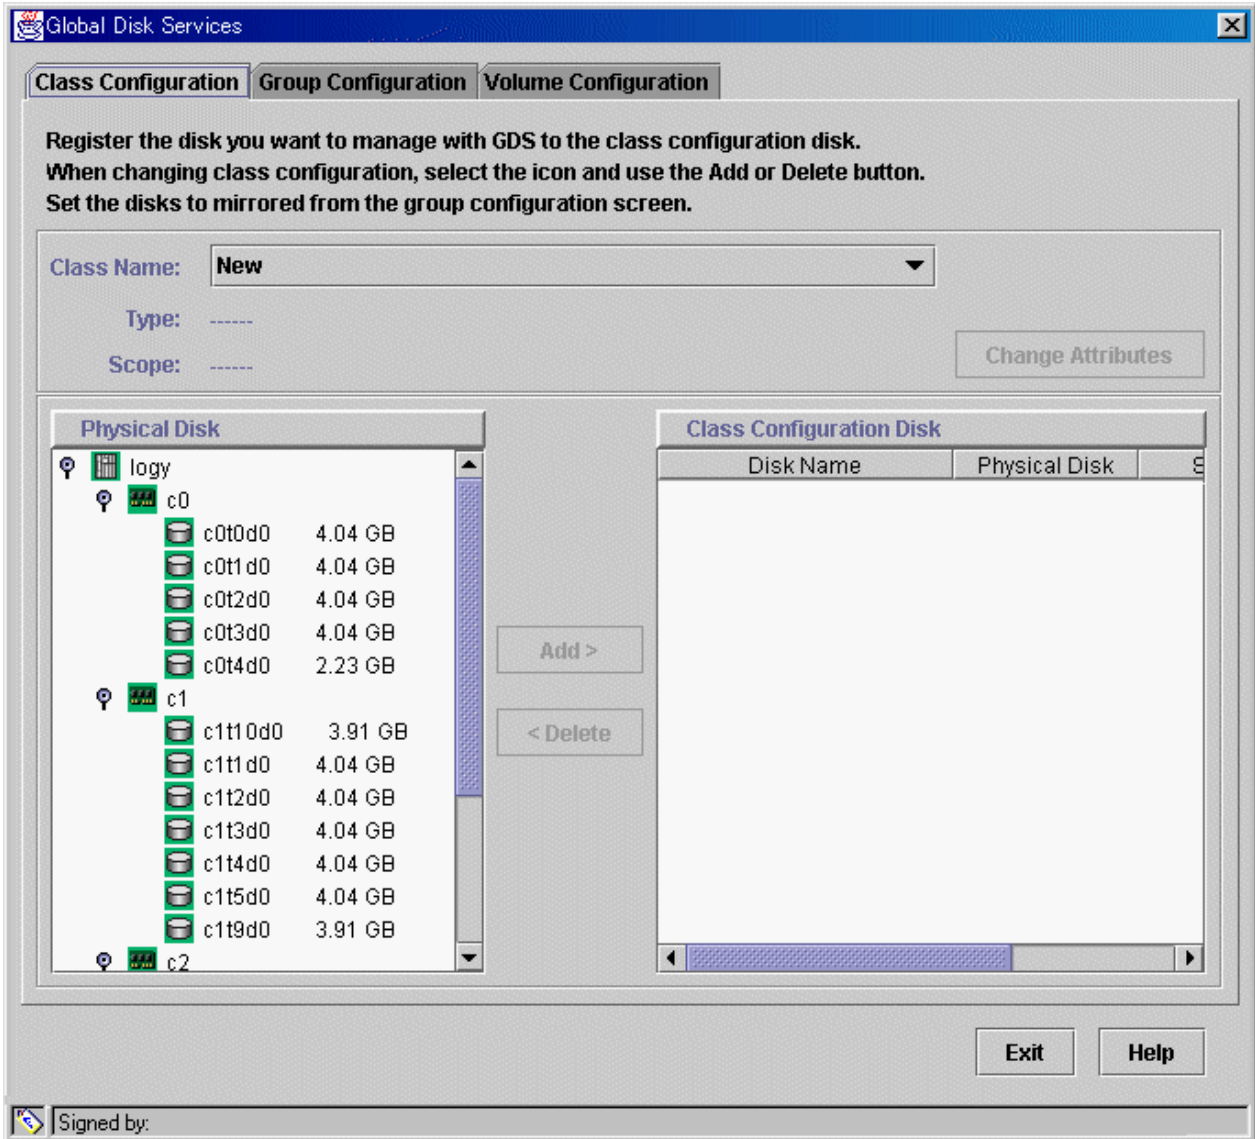 Global Disk Services
Class Configuration Group Configuration Volume Configuration
Register the disk you want to manage with GDS to the class configuration disk.
When changing class configuration, select the icon and use the Add or Delete button.
Set the disks to mirrored from the group configuration screen.
Class Name: New
Type: ------
Scope: ------
Change Attributes
Physical Disk
logy
c0
c0t0d0 4.04 GB
c0t1d0 4.04 GB
c0t2d0 4.04 GB
c0t3d0 4.04 GB
c0t4d0 2.23 GB
c1
c1t10d0 3.91 GB
c1t1d0 4.04 GB
c1t2d0 4.04 GB
c1t3d0 4.04 GB
c1t4d0 4.04 GB
c1t5d0 4.04 GB
c1t9d0 3.91 GB
c2
Add >
< Delete
Class Configuration Disk
Disk Name Physical Disk
Exit Help
Signed by: